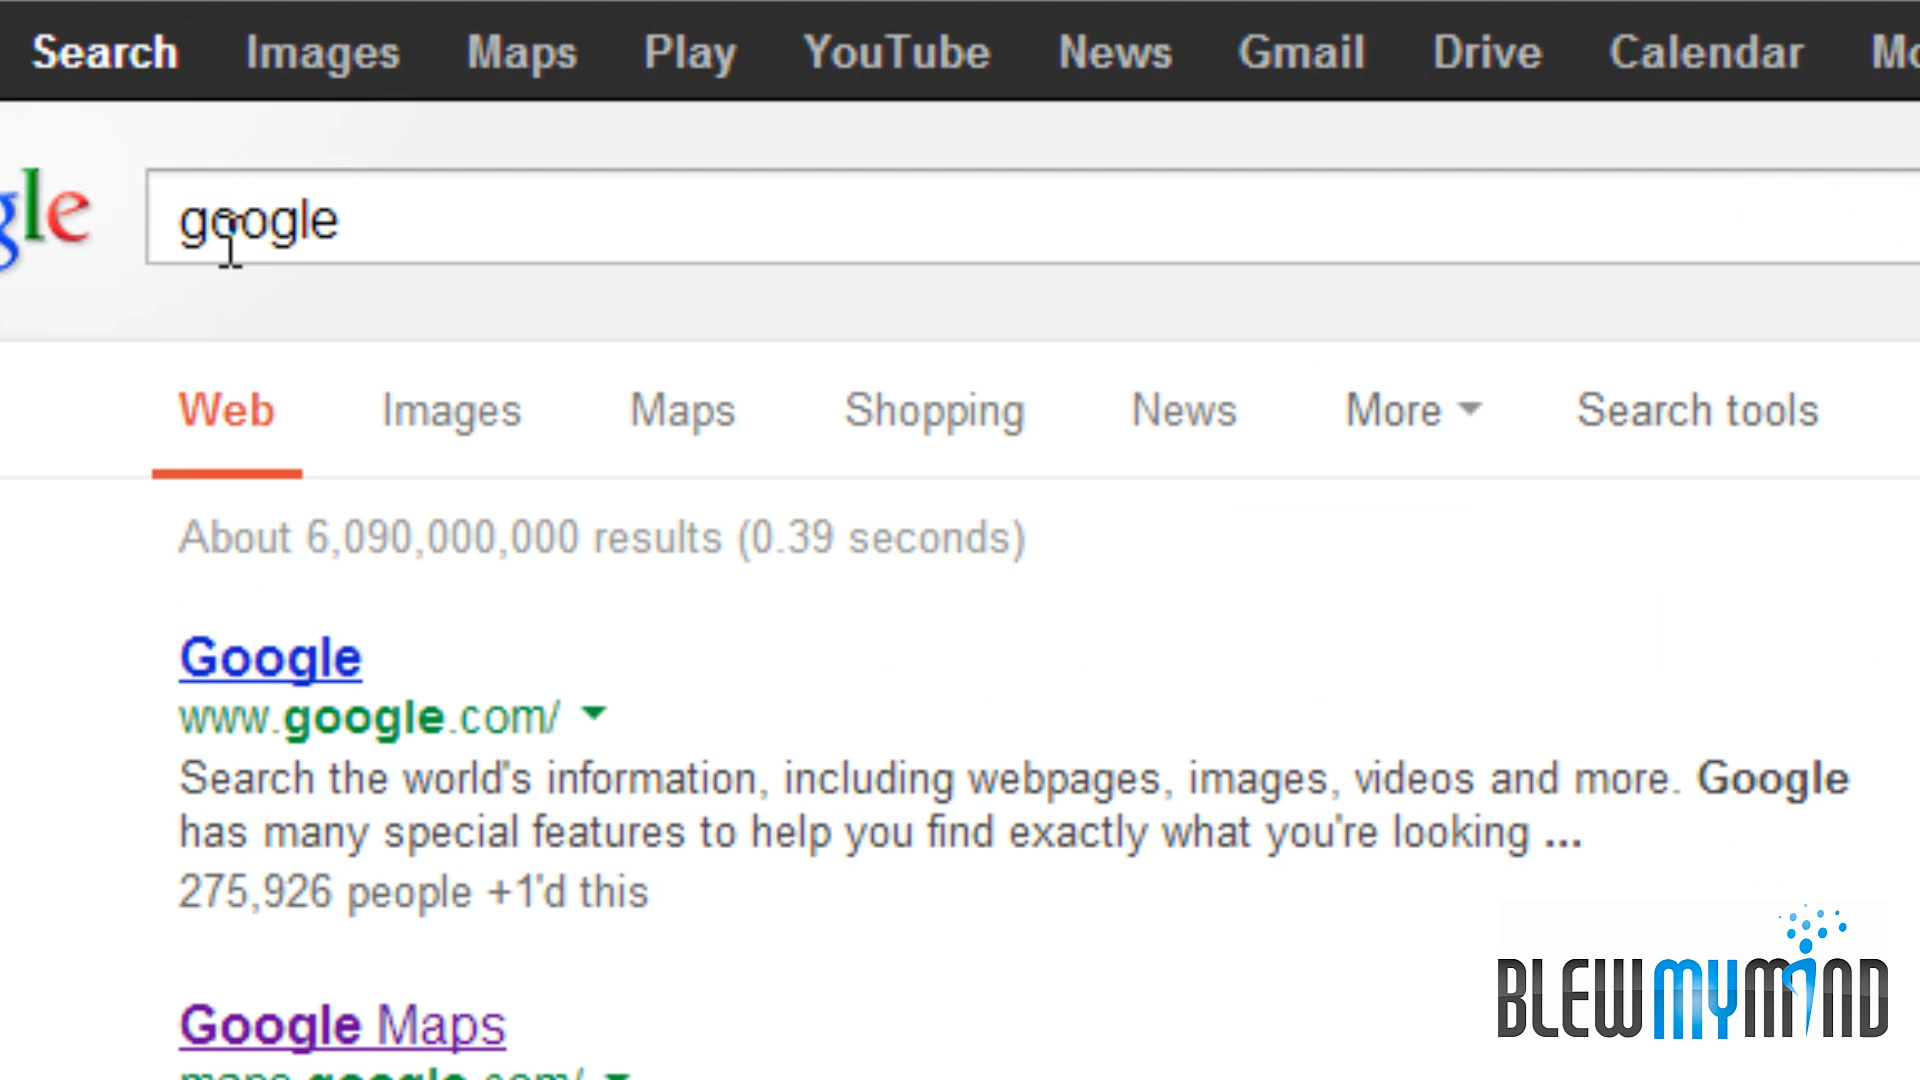 Search Images Maps Play YouTube News Gmail Drive Calendar
gle google
Web Images Maps Shopping News More Search tools
About 6,090,000,000 results (0.39 seconds)
Google
www.google.com/
Search the world's information, including webpages, images, videos and more. Google
has many special features to help you find exactly what you're looking ...
275,926 people +1'd this
Google Maps
maps.google.com/
BLEWMYMIND